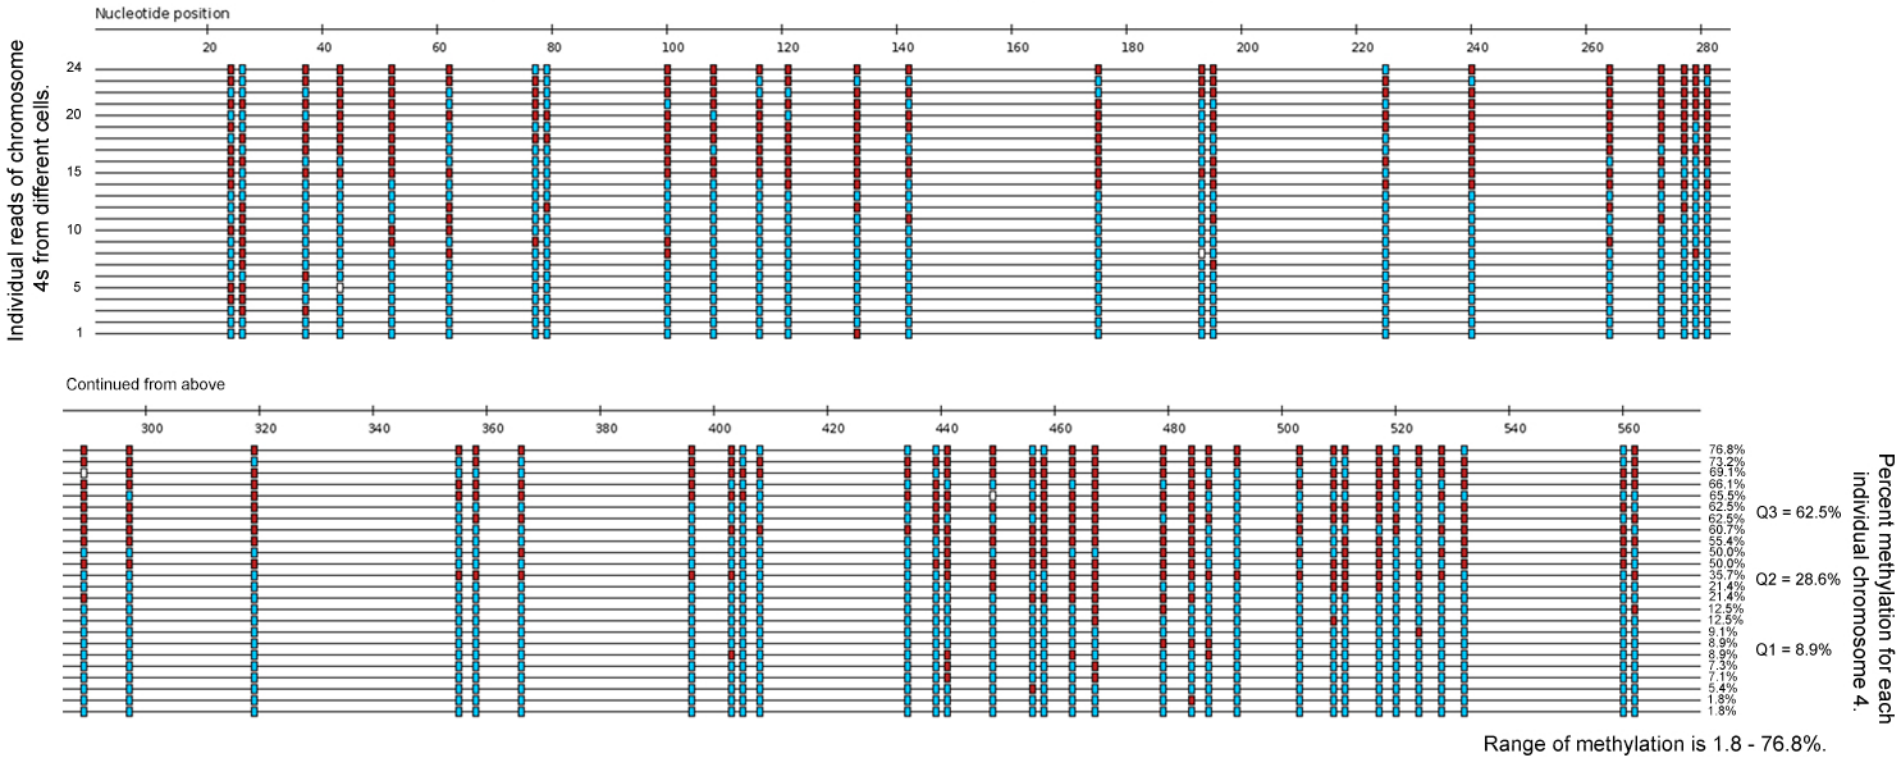 Nucleotide position
20 40 60 80 100 120 140 160 180 200 220 240 260 280
Individual reads of chromosome
4s from different cells.
24
20
15
10
5
1
Continued from above
300 320 340 360 380 400 420 440 460 480 500 520 540 560
76.8%
73.2%
69.1%
66.1%
65.5%
62.5%
62.5%
60.7%
55.4%
50.0%
50.0%
35.7%
21.4%
21.4%
12.5%
12.5%
9.1%
8.9%
8.9%
7.3%
7.1%
5.4%
1.8%
1.8%
Q3 = 62.5%
Q2 = 28.6%
Q1 = 8.9%
Percent methylation for each
individual chromosome 4.
Range of methylation is 1.8 - 76.8%.